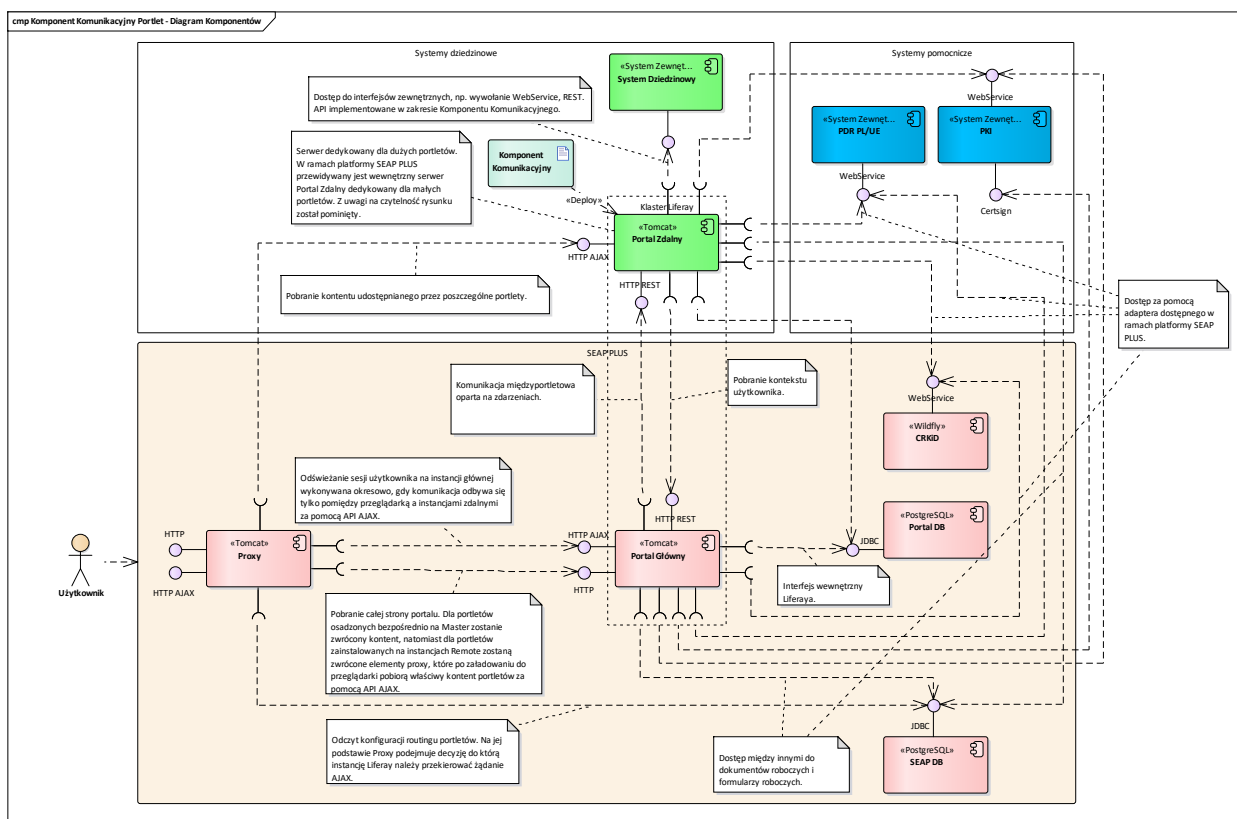 cmp Komponent Komunikacyjny Portlet - Diagram Komponentów
Systemy dziedzinowe
Systemy pomocnicze
«System Zewnęt...
System Dziedzinowy
Dostęp do interfejsów zewnętrznych, np. wywołanie WebService, REST.
API implementowane w zakresie Komponentu Komunikacyjnego.
WebService
«System Zewnęt...
PDR PL/UE
«System Zewnęt...
PKI
Serwer dedykowany dla dużych portletów.
W ramach platformy SEAP PLUS
przewidywany jest wewnętrzny serwer
Portal Zdalny dedykowany dla małych
portletów. Z uwagi na czytelność rysunku
został pominięty.
Komponent
Komunikacyjny
WebService
Certsign
«Deploy»
Klaster Liferay
«Tomcat»
Portal Zdalny
HTTP AJAX
HTTP REST
Pobranie kontentu udostępnianego przez poszczególne portlety.
Dostęp za pomocą
adaptera dostępnego w
ramach platformy SEAP
PLUS.
SEAP PLUS
Komunikacja międzyportletowa
oparta na zdarzeniach.
Pobranie kontekstu
użytkownika.
WebService
«Wildfly»
CRKiD
Odświeżanie sesji użytkownika na instancji głównej
wykonywana okresowo, gdy komunikacja odbywa się
tylko pomiędzy przeglądarką a instancjami zdalnymi
za pomocą API AJAX.
«PostgreSQL»
Portal DB
JDBC
HTTP REST
HTTP
HTTP AJAX
«Tomcat»
Proxy
HTTP AJAX
HTTP
«Tomcat»
Portal Główny
Użytkownik
Interfejs wewnętrzny
Liferaya.
Pobranie całej strony portalu. Dla portletów
osadzonych bezpośrednio na Master zostanie
zwrócony kontent, natomiast dla portletów
zainstalowanych na instancjach Remote zostaną
zwrócone elementy proxy, które po załadowaniu do
przeglądarki pobiorą właściwy kontent portletów za
pomocą API AJAX.
Odczyt konfiguracji routingu portletów. Na jej
podstawie Proxy podejmuje decyzję do którą
instancję Liferay należy przekierować żądanie
AJAX.
Dostęp między innymi do
dokumentów roboczych i
formularzy roboczych.
JDBC
«PostgreSQL»
SEAP DB